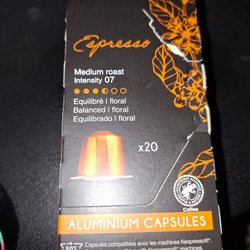 Espresso
Medium roast
Intensity 07
Equilibré | floral
Balanced | floral
Equilibrado | floral
x20
Coffee
ALUMINIUM CAPSULES
Capsules compatibles avec les machines Nespresso®*.